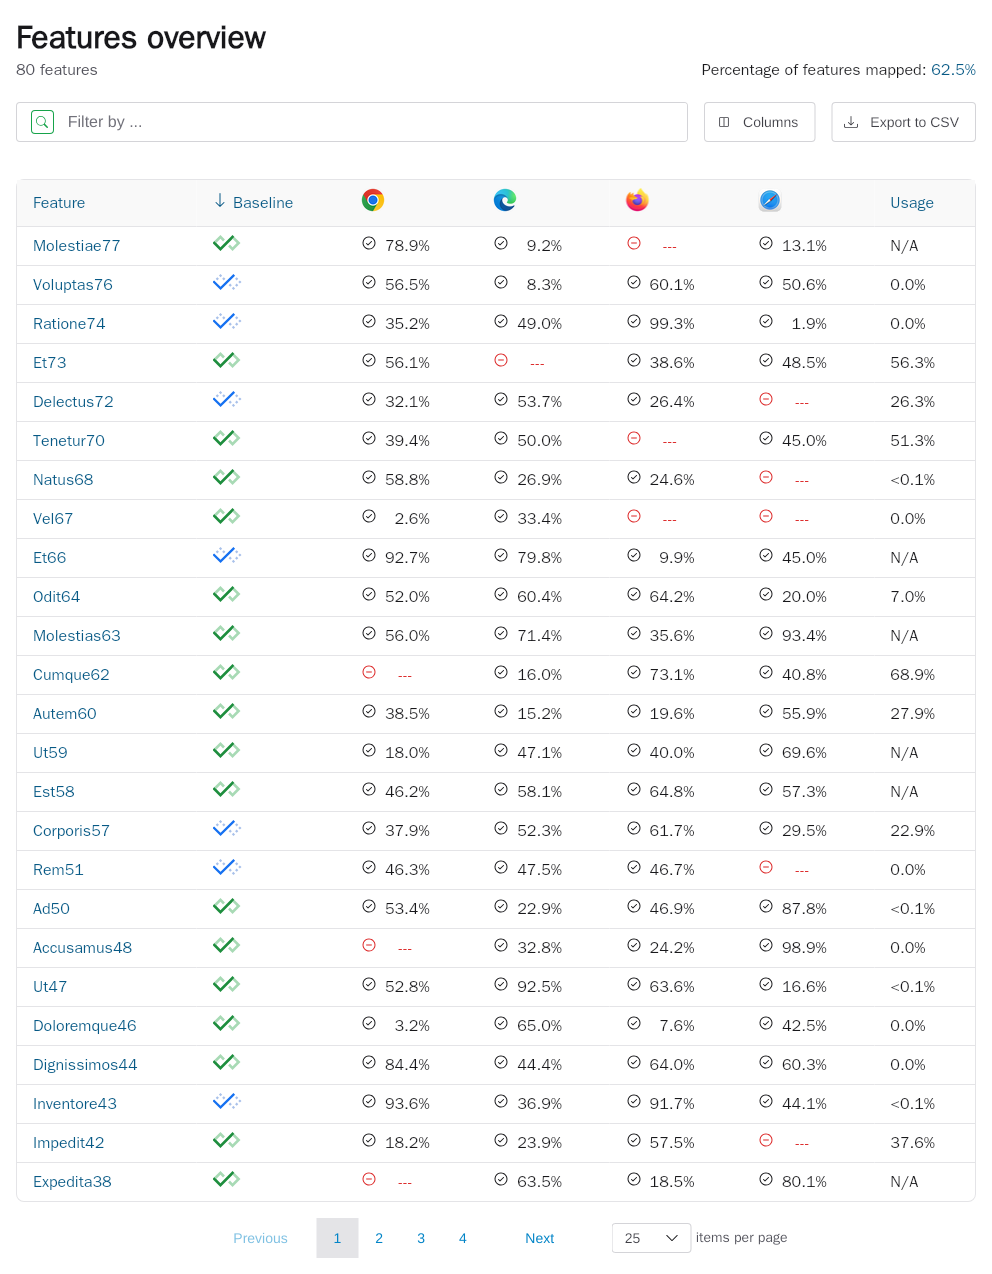 Features overview
80 features Percentage of features mapped: 62.5%
Filter by ... Columns Export to CSV
Feature Baseline Usage
Molestiae77 78.9% 9.2% --- 13.1% N/A
Voluptas76 56.5% 8.3% 60.1% 50.6% 0.0%
Ratione74 35.2% 49.0% 99.3% 1.9% 0.0%
Et73 56.1% --- 38.6% 48.5% 56.3%
Delectus72 32.1% 53.7% 26.4% --- 26.3%
Tenetur70 39.4% 50.0% --- 45.0% 51.3%
Natus68 58.8% 26.9% 24.6% --- <0.1%
Vel67 2.6% 33.4% --- --- 0.0%
Et66 92.7% 79.8% 9.9% 45.0% N/A
Odit64 52.0% 60.4% 64.2% 20.0% 7.0%
Molestias63 56.0% 71.4% 35.6% 93.4% N/A
Cumque62 --- 16.0% 73.1% 40.8% 68.9%
Autem60 38.5% 15.2% 19.6% 55.9% 27.9%
Ut59 18.0% 47.1% 40.0% 69.6% N/A
Est58 46.2% 58.1% 64.8% 57.3% N/A
Corporis57 37.9% 52.3% 61.7% 29.5% 22.9%
Rem51 46.3% 47.5% 46.7% --- 0.0%
Ad50 53.4% 22.9% 46.9% 87.8% <0.1%
Accusamus48 --- 32.8% 24.2% 98.9% 0.0%
Ut47 52.8% 92.5% 63.6% 16.6% <0.1%
Doloremque46 3.2% 65.0% 7.6% 42.5% 0.0%
Dignissimos44 84.4% 44.4% 64.0% 60.3% 0.0%
Inventore43 93.6% 36.9% 91.7% 44.1% <0.1%
Impedit42 18.2% 23.9% 57.5% --- 37.6%
Expedita38 --- 63.5% 18.5% 80.1% N/A
Previous 1 2 3 4 Next 25 items per page